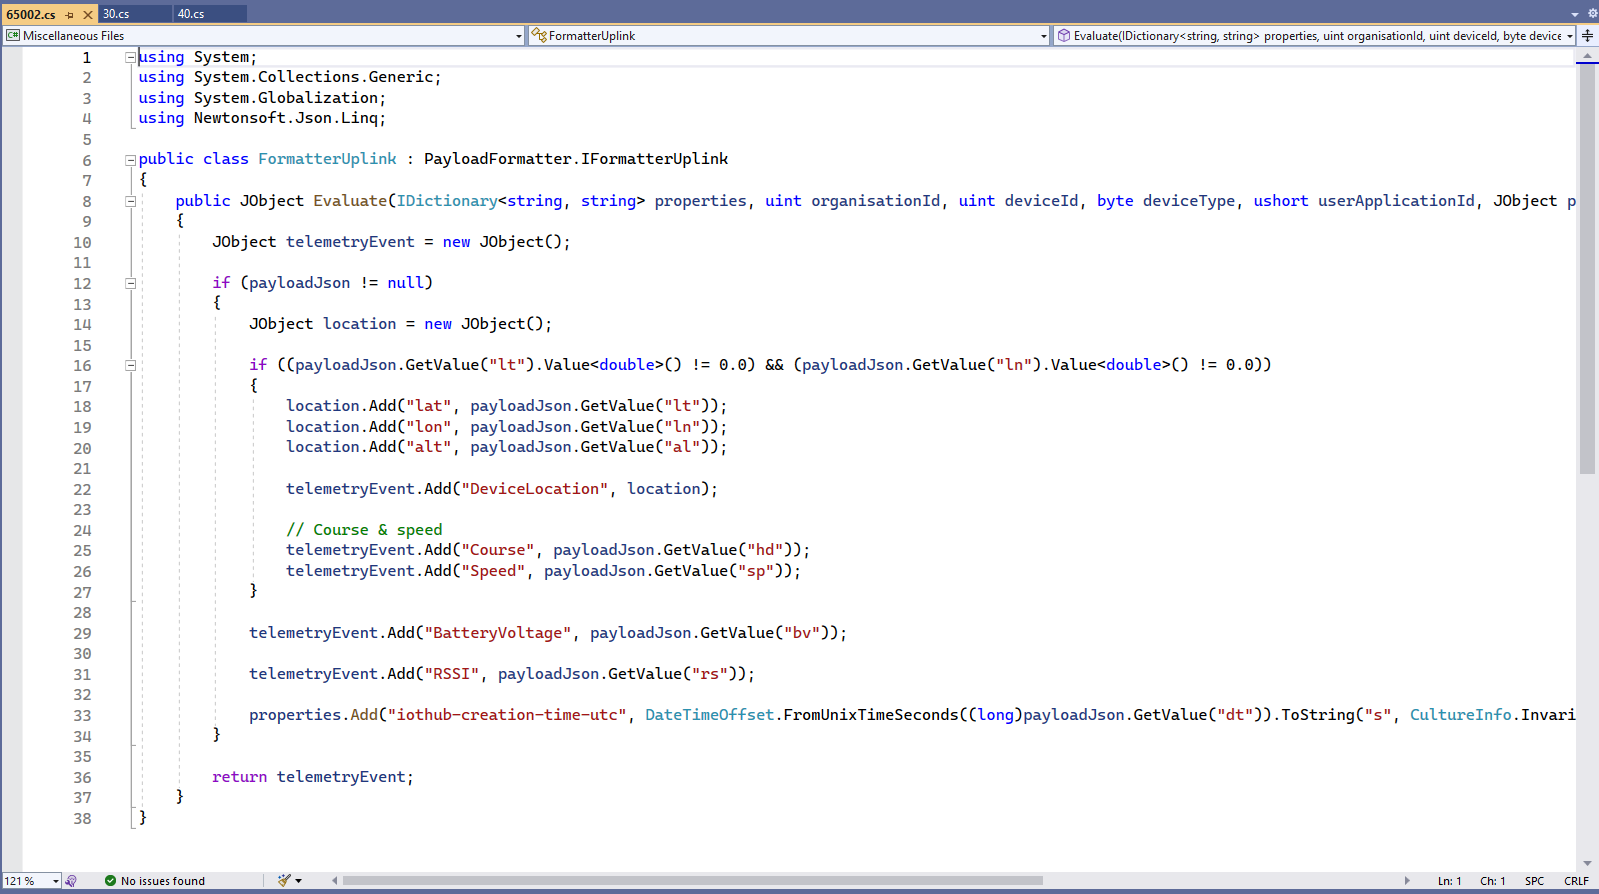 65002.cs 30.cs 40.cs
C# Miscellaneous Files FormatterUplink Evaluate(IDictionary<string, string> properties, uint organisationId, uint deviceId, byte device
1 using System;
2 using System.Collections.Generic;
3 using System.Globalization;
4 using Newtonsoft.Json.Linq;
5
6 public class FormatterUplink : PayloadFormatter.IFormatterUplink
7 {
8 public JObject Evaluate(IDictionary<string, string> properties, uint organisationId, uint deviceId, byte deviceType, ushort userApplicationId, JObject p
9 {
10 JObject telemetryEvent = new JObject();
11
12 if (payloadJson != null)
13 {
14 JObject location = new JObject();
15
16 if ((payloadJson.GetValue("lt").Value<double>() != 0.0) && (payloadJson.GetValue("ln").Value<double>() != 0.0))
17 {
18 location.Add("lat", payloadJson.GetValue("lt"));
19 location.Add("lon", payloadJson.GetValue("ln"));
20 location.Add("alt", payloadJson.GetValue("al"));
21
22 telemetryEvent.Add("DeviceLocation", location);
23
24 // Course & speed
25 telemetryEvent.Add("Course", payloadJson.GetValue("hd"));
26 telemetryEvent.Add("Speed", payloadJson.GetValue("sp"));
27 }
28
29 telemetryEvent.Add("BatteryVoltage", payloadJson.GetValue("bv"));
30
31 telemetryEvent.Add("RSSI", payloadJson.GetValue("rs"));
32
33 properties.Add("iothub-creation-time-utc", DateTimeOffset.FromUnixTimeSeconds((long)payloadJson.GetValue("dt")).ToString("s", CultureInfo.Invari
34 }
35
36 return telemetryEvent;
37 }
38 }
121 % No issues found Ln: 1 Ch: 1 SPC CRLF